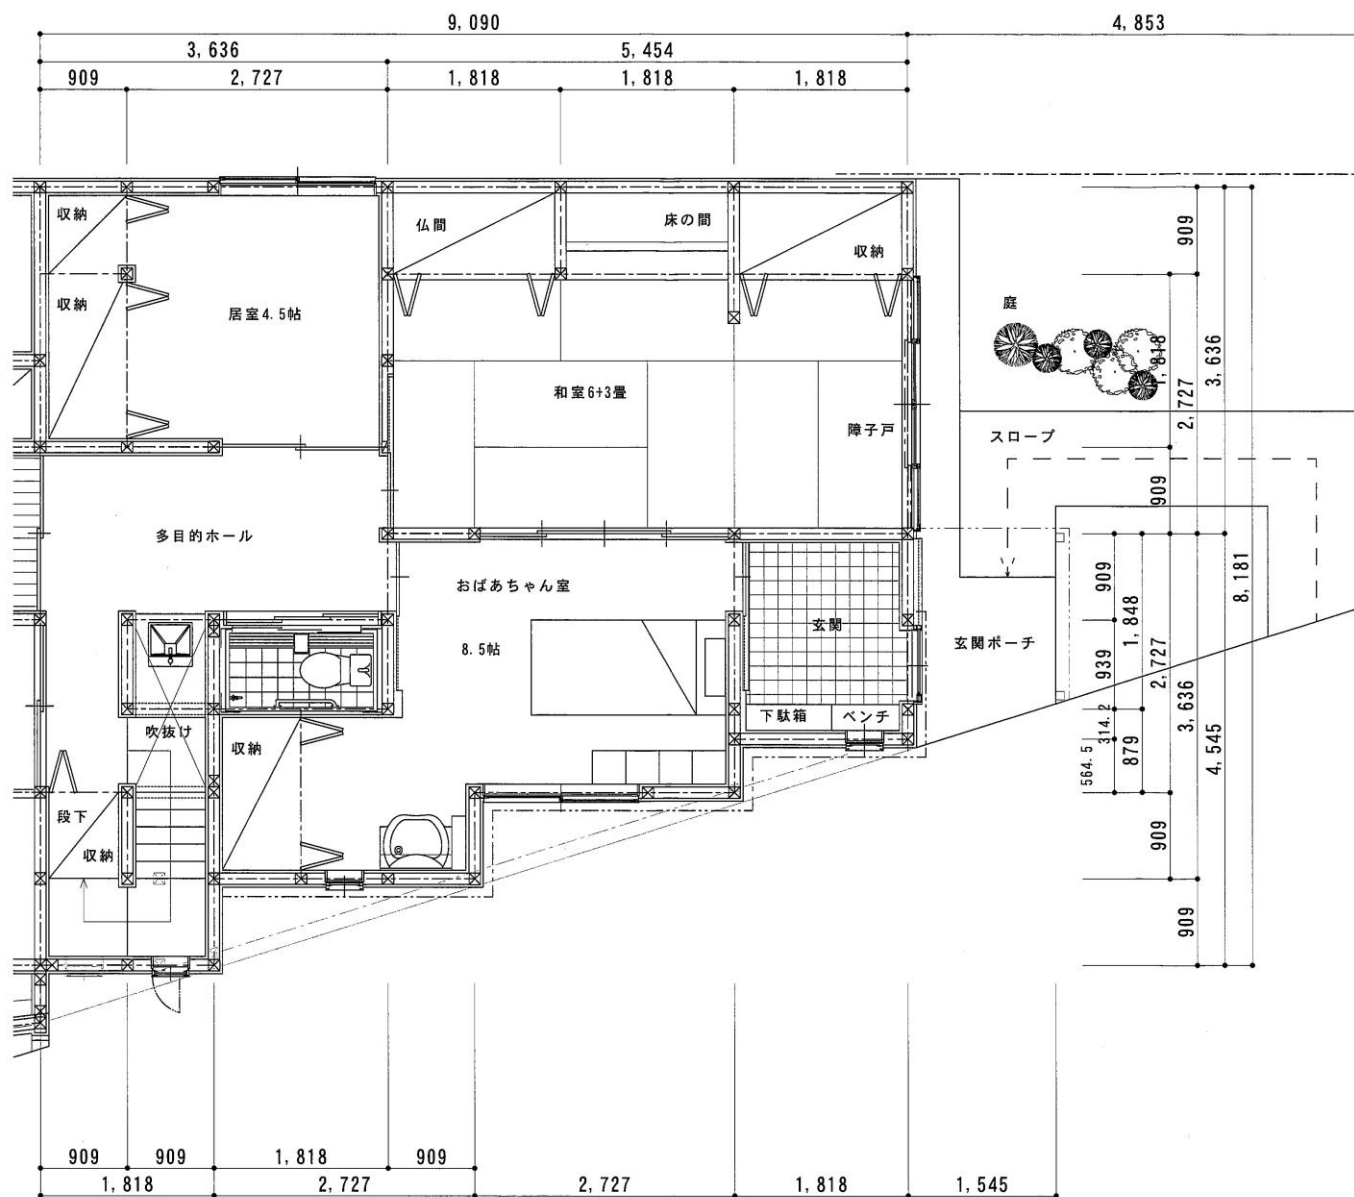 9,090
4,853
3,636
5,454
909
2,727
1,818
1,818
1,818
収納
仏間
床の間
収納
909
収納
居室4.5帖
庭
1,818
3,636
2,727
和室6+3畳
障子戸
スロープ
909
多目的ホール
おばあちゃん室
8.5帖
玄関
玄関ポーチ
909
1,848
939
2,727
8,181
3,636
4,545
314.2
879
564.5
吹抜け
収納
下駄箱
ベンチ
段下
収納
909
909
909
909
1,818
909
1,818
2,727
2,727
1,818
1,545